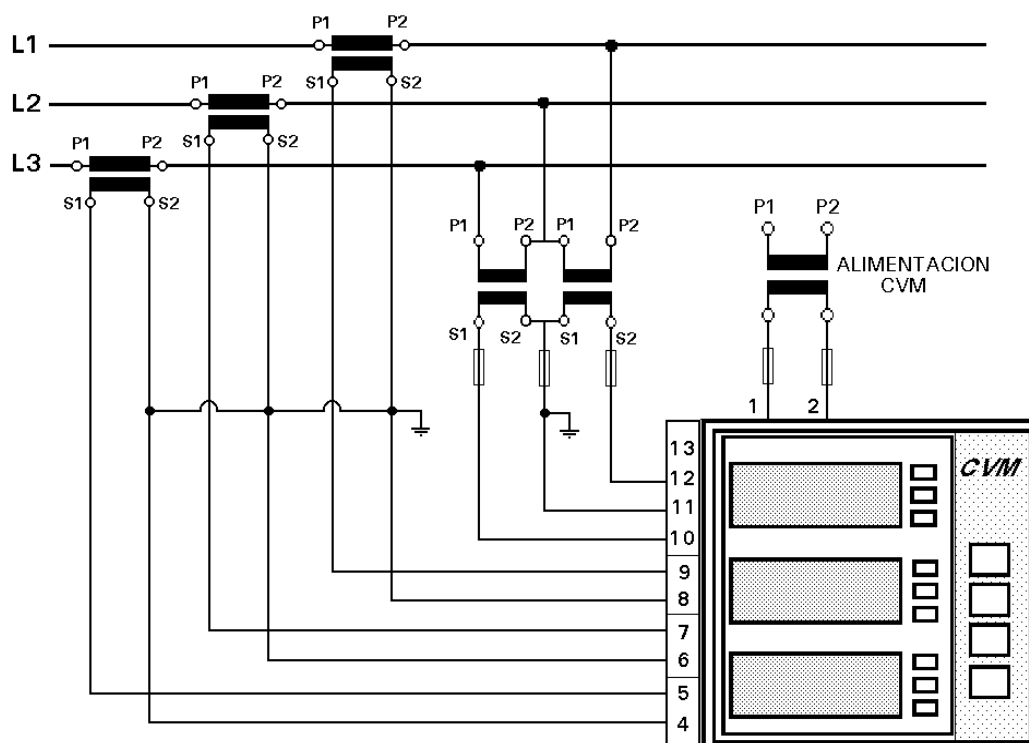 P1 P2
L1
S1 S2
P1 P2
L2
S1 S2
P1 P2
L3
S1 S2
P1 P2 P1 P2
S1 S2 S1 S2
P1 P2
ALIMENTACION
CVM
1 2
13
12
11
10
9
8
7
6
5
4
CVM